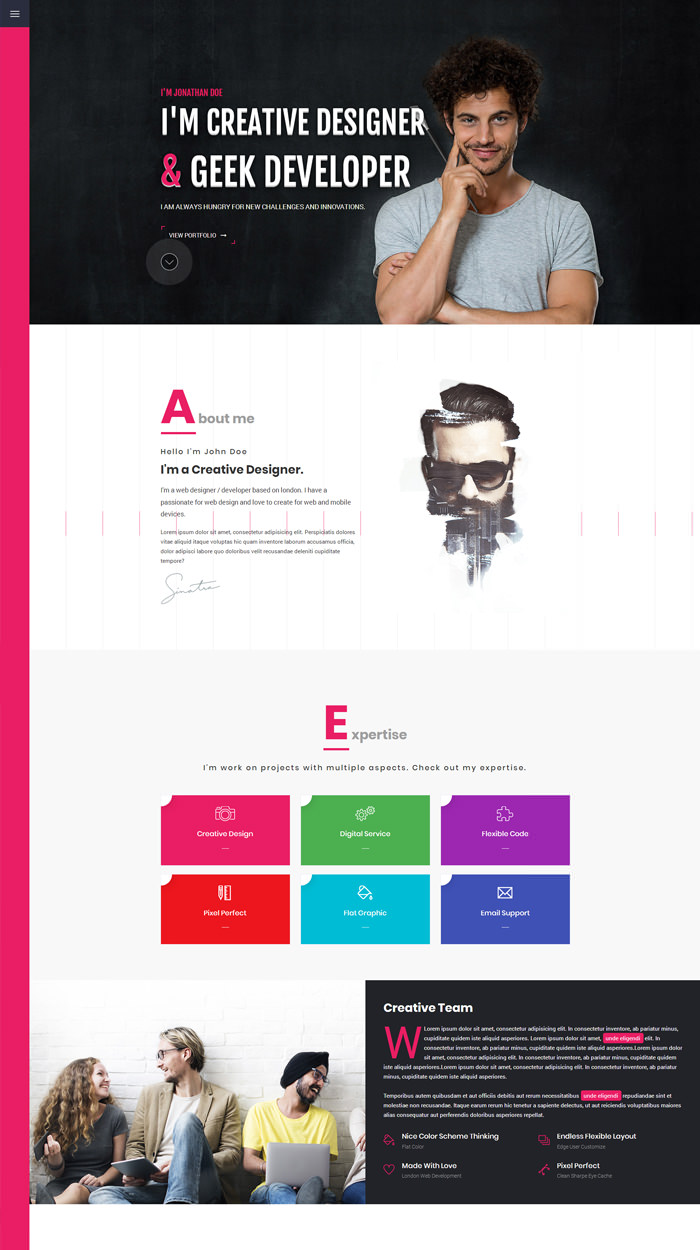 I'M JONATHAN DOE
I'M CREATIVE DESIGNER
& GEEK DEVELOPER
I AM ALWAYS HUNGRY FOR NEW CHALLENGES AND INNOVATIONS.
VIEW PORTFOLIO
About me
Hello I'm John Doe
I'm a Creative Designer.
I'm a web designer / developer based on london. I have a
passionate for web design and love to create for web and mobile
devices.
Lorem ipsum dolor sit amet, consectetur adipisicing elit. Perspiciatis dolores
vitae aliquid itaque voluptas hic quam inventore laborum accusamus officia,
dolor adipisci labore quo doloribus velit recusandae deleniti cupiditate
tempore?
Sinatra
Expertise
I'm work on projects with multiple aspects. Check out my expertise.
Creative Design
Digital Service
Flexible Code
Pixel Perfect
Flat Graphic
Email Support
Creative Team
W Lorem ipsum dolor sit amet, consectetur adipisicing elit. In consectetur inventore, ab pariatur minus,
cupiditate quidem iste aliquid asperiores. Lorem ipsum dolor sit amet, unde eligendi elit. In
consectetur inventore, ab pariatur minus, cupiditate quidem iste aliquid asperiores.Lorem ipsum dolor
sit amet, consectetur adipisicing elit. In consectetur inventore, ab pariatur minus, cupiditate quidem
iste aliquid asperiores.Lorem ipsum dolor sit amet, consectetur adipisicing elit. In consectetur inventore, ab pariatur
minus, cupiditate quidem iste aliquid asperiores.
Temporibus autem quibusdam et aut officiis debitis aut rerum necessitatibus unde eligendi repudiandae sint et
molestiae non recusandae. Itaque earum rerum hic tenetur a sapiente delectus, ut aut reiciendis voluptatibus maiores
alias consequatur aut perferendis doloribus asperiores repellat.
Nice Color Scheme Thinking
Flat Color
Endless Flexible Layout
Edge User Customize
Made With Love
London Web Development
Pixel Perfect
Clean Sharpe Eye Cache